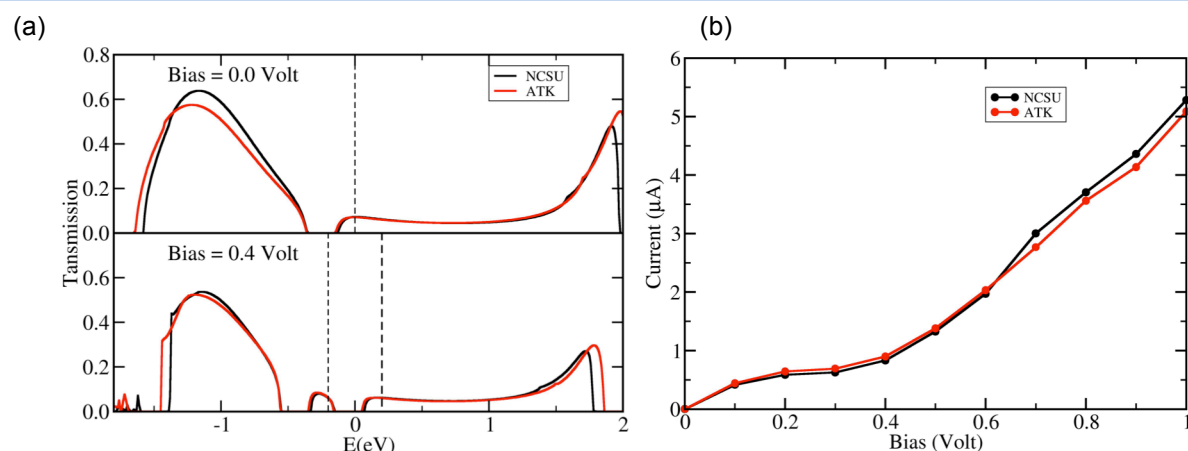 (a)
(b)
0.8
Bias = 0.0 Volt
NCSU
ATK
0.6
0.4
0.2
0.0
Tansmission
Bias = 0.4 Volt
0.6
0.4
0.2
0.0
-1
0
1
2
E(eV)
6
NCSU
ATK
5
4
3
2
1
0
Current (μA)
0
0.2
0.4
0.6
0.8
1
Bias (Volt)